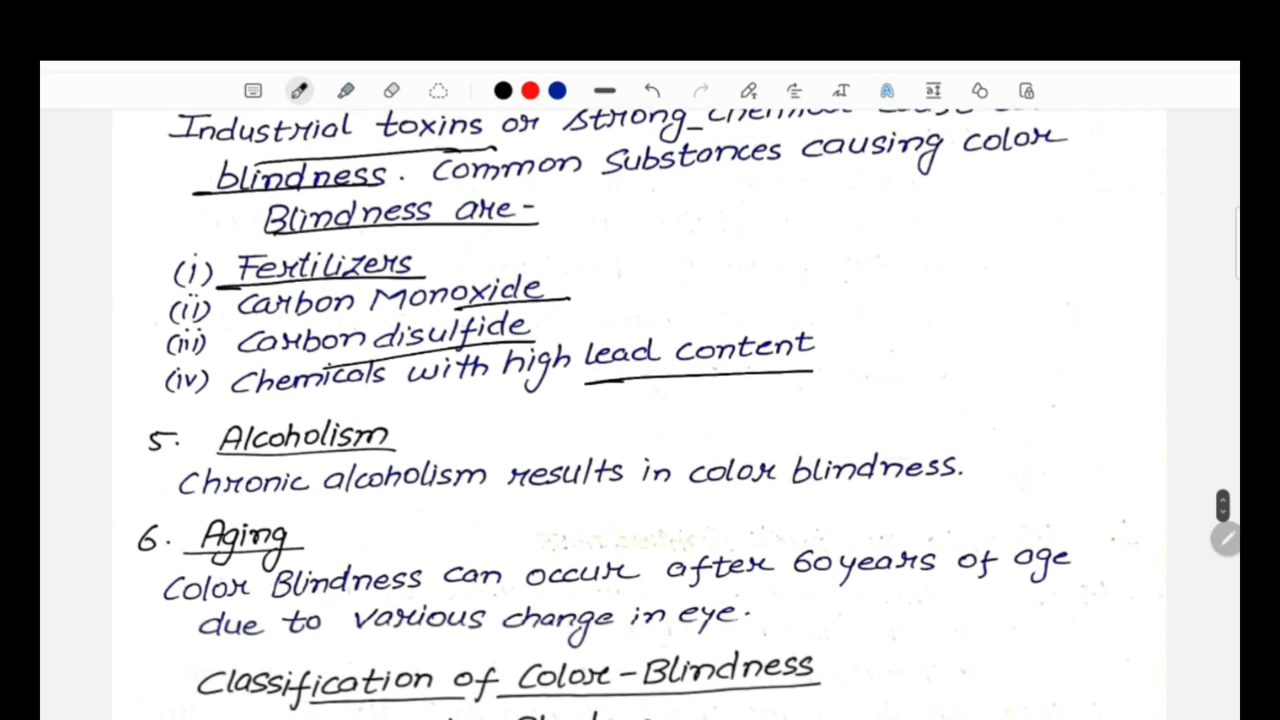 Industrial toxins or strong chemical
blindness. Common Substances causing color
Blindness are-
(i) Fertilizers
(ii) Carbon Monoxide
(iii) Carbon disulfide
(iv) Chemicals with high lead content
5. Alcoholism
Chronic alcoholism results in color blindness.
6. Aging
Color Blindness can occur after 60 years of age
due to various change in eye.
Classification of Color-Blindness